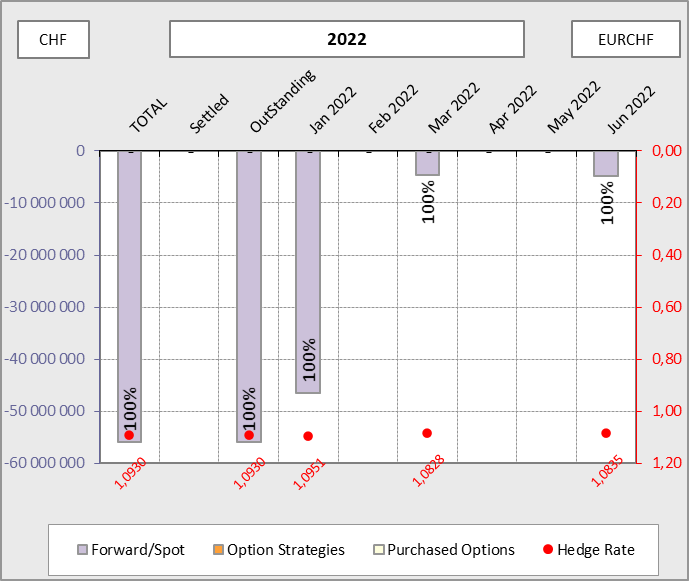 CHF
2022
EURCHF
TOTAL
Settled
OutStanding
Jan 2022
Feb 2022
Mar 2022
Apr 2022
May 2022
Jun 2022
0
0,00
-10 000 000
0,20
-20 000 000
0,40
-30 000 000
0,60
-40 000 000
0,80
-50 000 000
1,00
-60 000 000
1,20
100%
100%
100%
100%
100%
1,0930
1,0930
1,0951
1,0828
1,0835
Forward/Spot
Option Strategies
Purchased Options
Hedge Rate